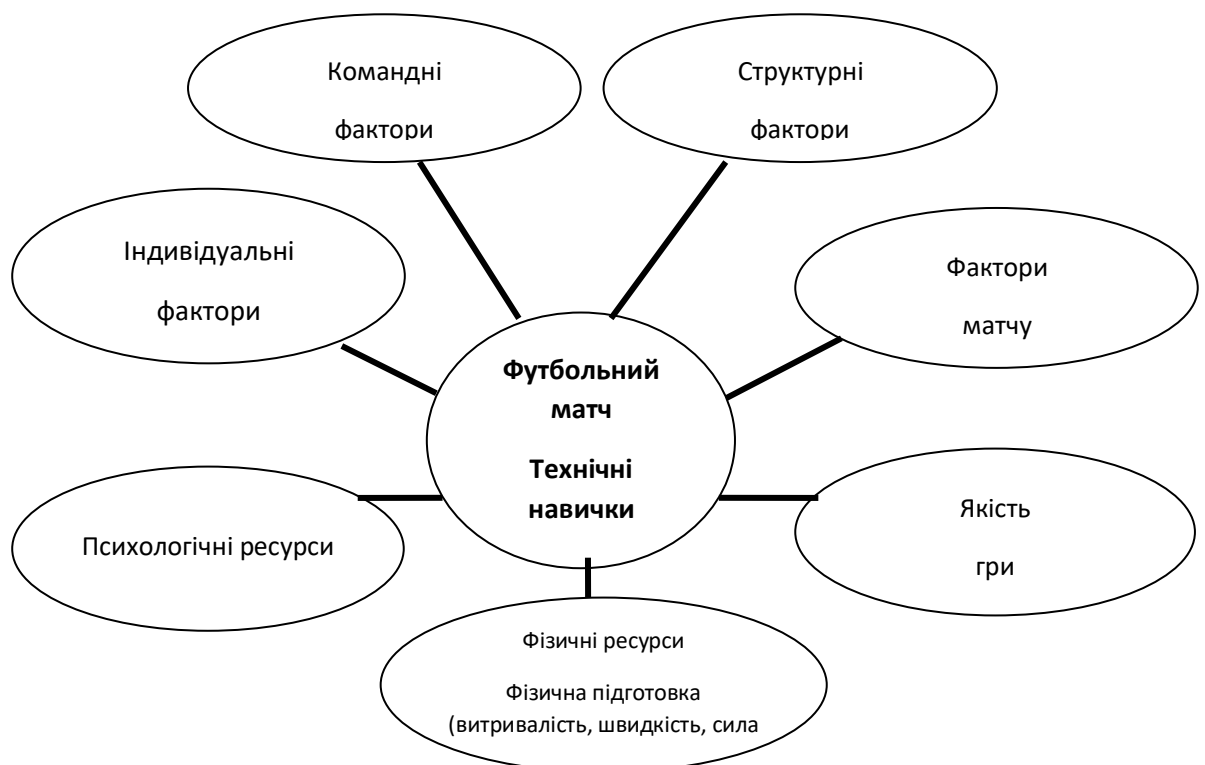 Командні
фактори
Структурні
фактори
Індивідуальні
фактори
Фактори
матчу
Футбольний
матч
Технічні
навички
Психологічні ресурси
Якість
гри
Фізичні ресурси
Фізична підготовка
(витривалість, швидкість, сила